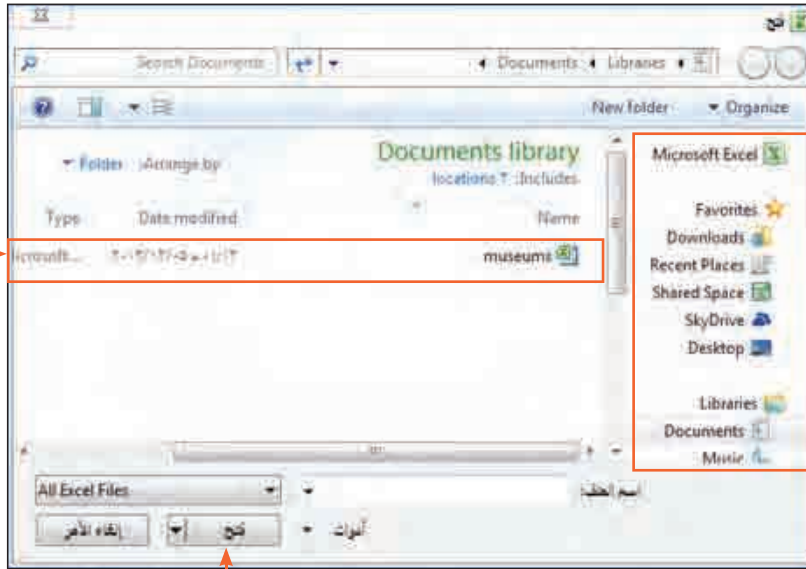 فتح
Libraries Documents Search Documents
Organize New folder
Microsoft Excel
Favorites
Downloads
Recent Places
Shared Space
SkyDrive
Desktop
Libraries
Documents
Music
Documents library
Includes: locations
Arrange by: Folder
Name Date modified Type
museums
اسم الملف:
All Excel Files
أدوات
فتح
إلغاء الأمر